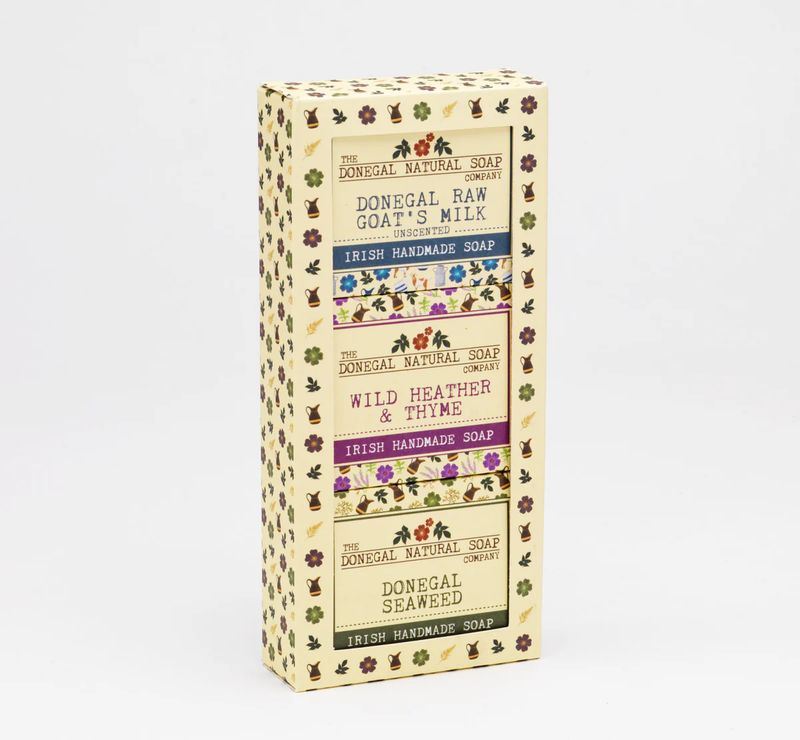 THE
DONEGAL NATURAL SOAP
COMPANY
DONEGAL RAW
GOAT'S MILK
UNSCENTED
IRISH HANDMADE SOAP
THE
DONEGAL NATURAL SOAP
COMPANY
WILD HEATHER
& THYME
IRISH HANDMADE SOAP
THE
DONEGAL NATURAL SOAP
COMPANY
DONEGAL
SEAWEED
IRISH HANDMADE SOAP